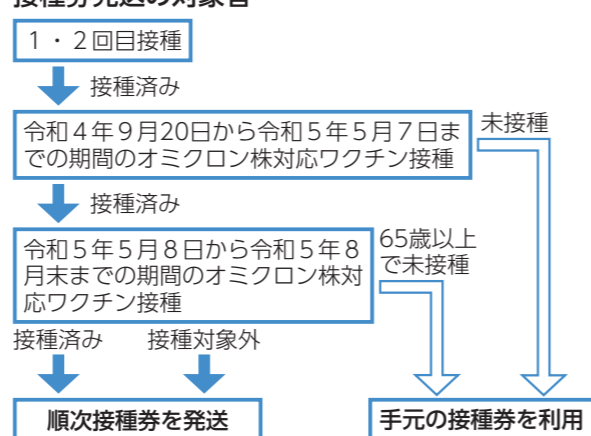 接種券発送の対象者
１・２回目接種
接種済み
令和４年９月20日から令和５年５月７日ま
での期間のオミクロン株対応ワクチン接種
未接種
接種済み
令和５年５月８日から令和５年８
月末までの期間のオミクロン株対
応ワクチン接種
65歳以上
で未接種
接種済み
接種対象外
順次接種券を発送
手元の接種券を利用